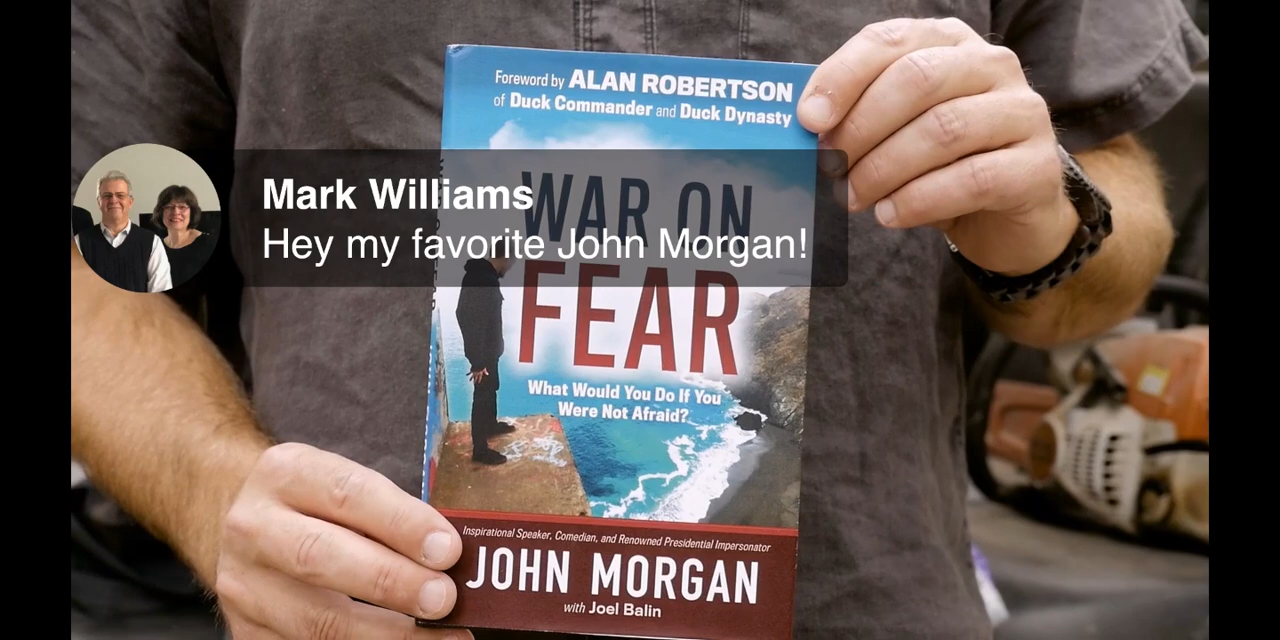 Foreword by ALAN ROBERTSON
of Duck Commander and Duck Dynasty
Mark Williams
Hey my favorite John Morgan!
WAR ON
FEAR
What Would You Do If You
Were Not Afraid?
Inspirational Speaker, Comedian, and Renowned Presidential Impersonator
JOHN MORGAN
with Joel Balin